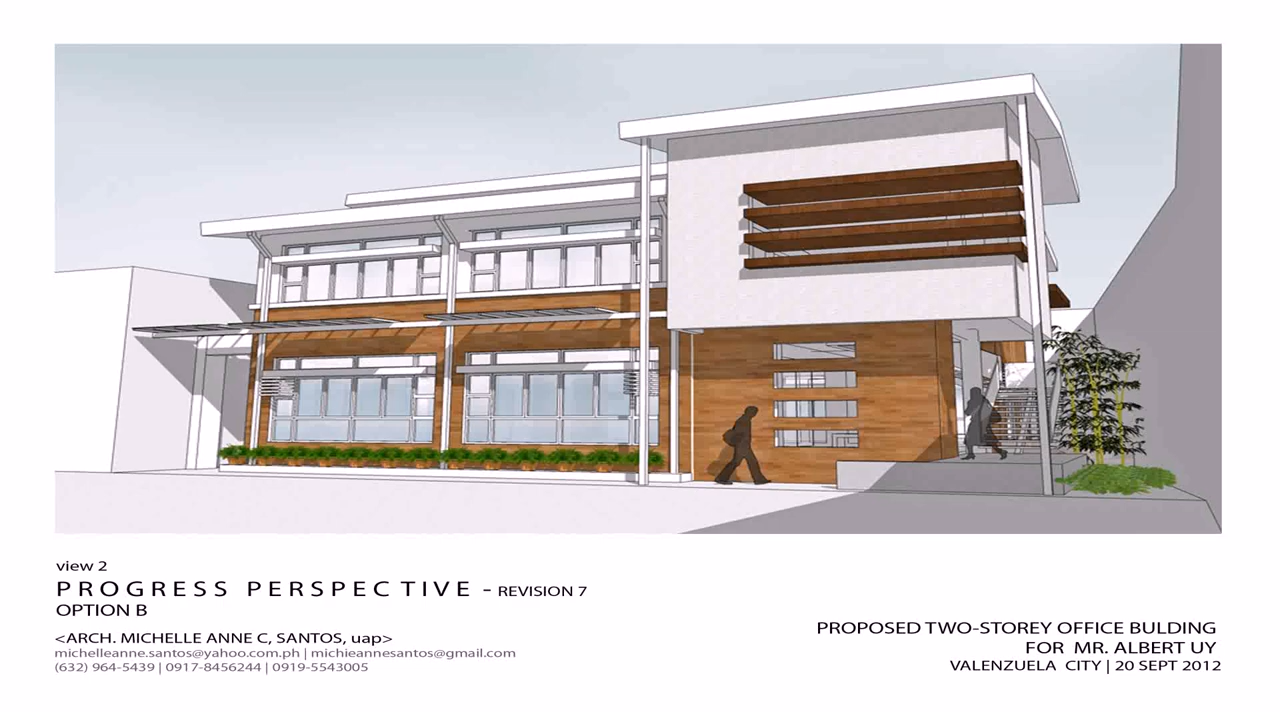 view 2
PROGRESS PERSPECTIVE - REVISION 7
OPTION B
<ARCH. MICHELLE ANNE C, SANTOS, uap>
michelleanne.santos@yahoo.com.ph | michieannesantos@gmail.com
(632) 964-5439 | 0917-8456244 | 0919-5543005
PROPOSED TWO-STOREY OFFICE BULDING
FOR MR. ALBERT UY
VALENZUELA CITY | 20 SEPT 2012